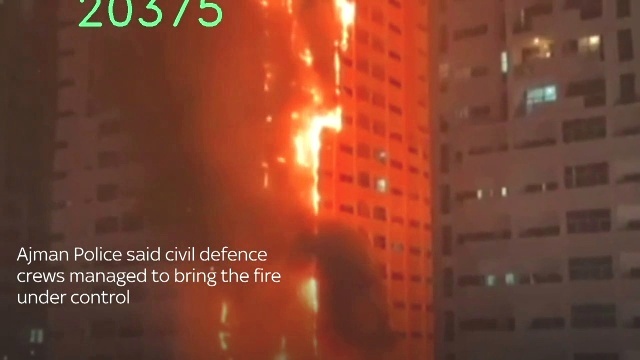 20375
Ajman Police said civil defence
crews managed to bring the fire
under control